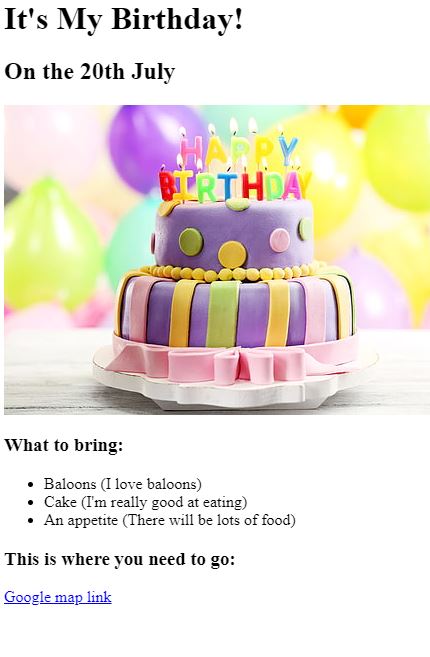 It's My Birthday!
On the 20th July
HAPPY
BIRTHDAY
What to bring:
Baloons (I love baloons)
Cake (I'm really good at eating)
An appetite (There will be lots of food)
This is where you need to go:
Google map link